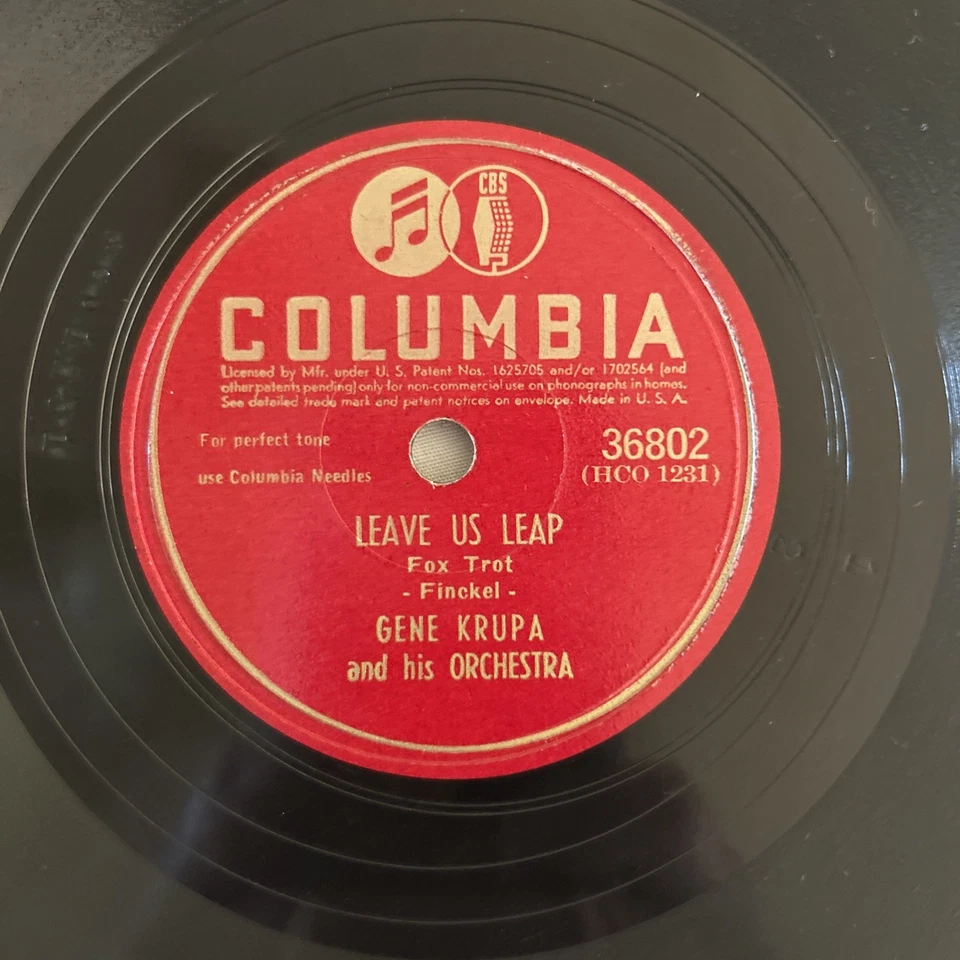 CBS
COLUMBIA
Licensed by Mfr. under U. S. Patent Nos. 1625705 and/or 1702564 (and
other patents pending) only for non-commercial use on phonographs in homes.
See detailed trade mark and patent notices on envelope. Made in U. S. A.
For perfect tone
use Columbia Needles
36802
(HCO 1231)
LEAVE US LEAP
Fox Trot
- Finckel -
GENE KRUPA
and his ORCHESTRA
2
1